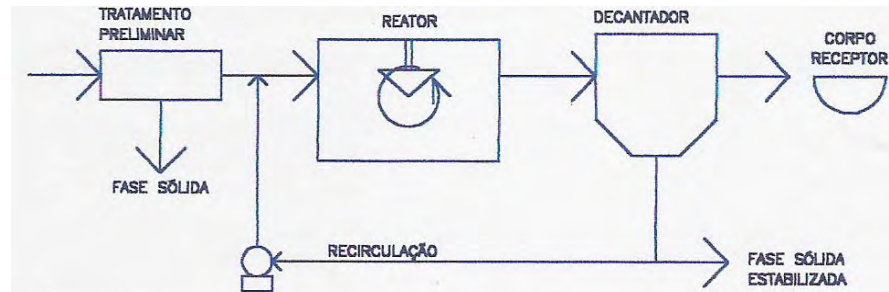 TRATAMENTO
PRELIMINAR
REATOR
DECANTADOR
CORPO
RECEPTOR
FASE SÓLIDA
RECIRCULAÇÃO
FASE SÓLIDA
ESTABILIZADA